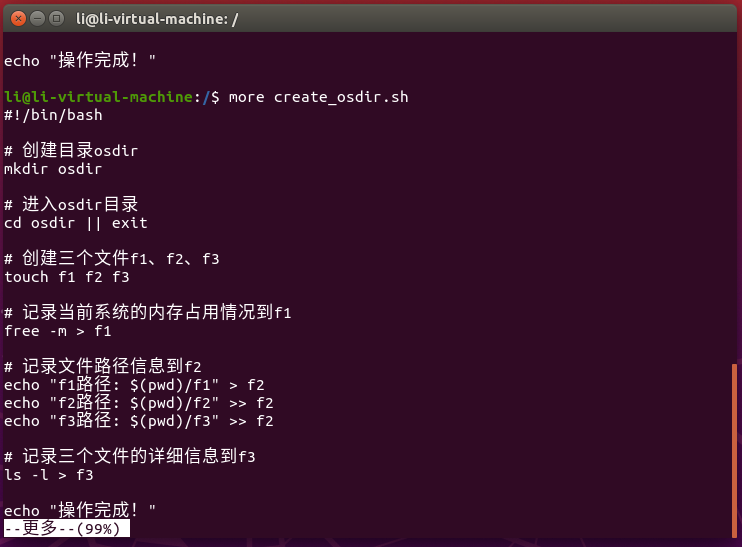 li@li-virtual-machine: /
echo "操作完成！"
li@li-virtual-machine:/$ more create_osdir.sh
#!/bin/bash
# 创建目录osdir
mkdir osdir
# 进入osdir目录
cd osdir || exit
# 创建三个文件f1、f2、f3
touch f1 f2 f3
# 记录当前系统的内存占用情况到f1
free -m > f1
# 记录文件路径信息到f2
echo "f1路径: $(pwd)/f1" > f2
echo "f2路径: $(pwd)/f2" >> f2
echo "f3路径: $(pwd)/f3" >> f2
# 记录三个文件的详细信息到f3
ls -l > f3
echo "操作完成！"
--更多--(99%)